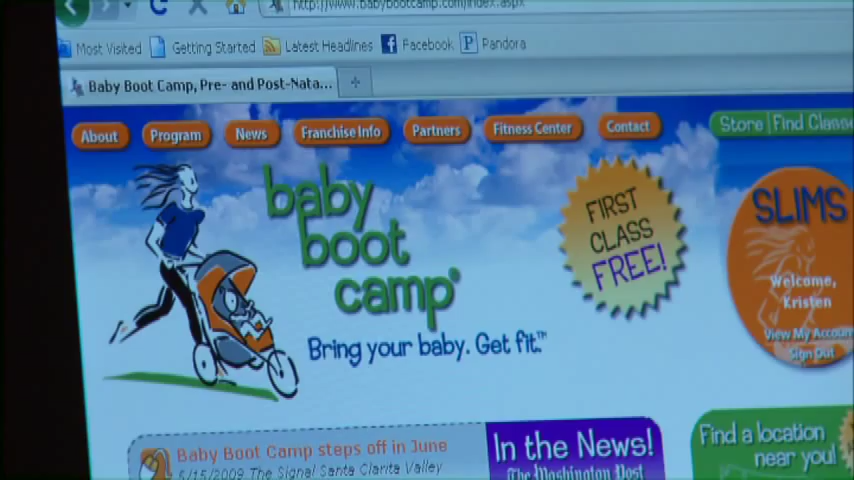 http://www.babybootcamp.com/index.aspx
Most Visited Getting Started Latest Headlines Facebook P Pandora
Baby Boot Camp, Pre- and Post-Nata...
About Program News Franchise Info Partners Fitness Center Contact Store | Find Classe
baby
boot
camp®
Bring your baby. Get fit.™
FIRST
CLASS
FREE!
SLIMS
Welcome,
Kristen
View My Accoun
Sign Out
Baby Boot Camp steps off in June
5/15/2009 The Signal Santa Clarita Valley
In the News!
The Washington Post
Find a location
near you!